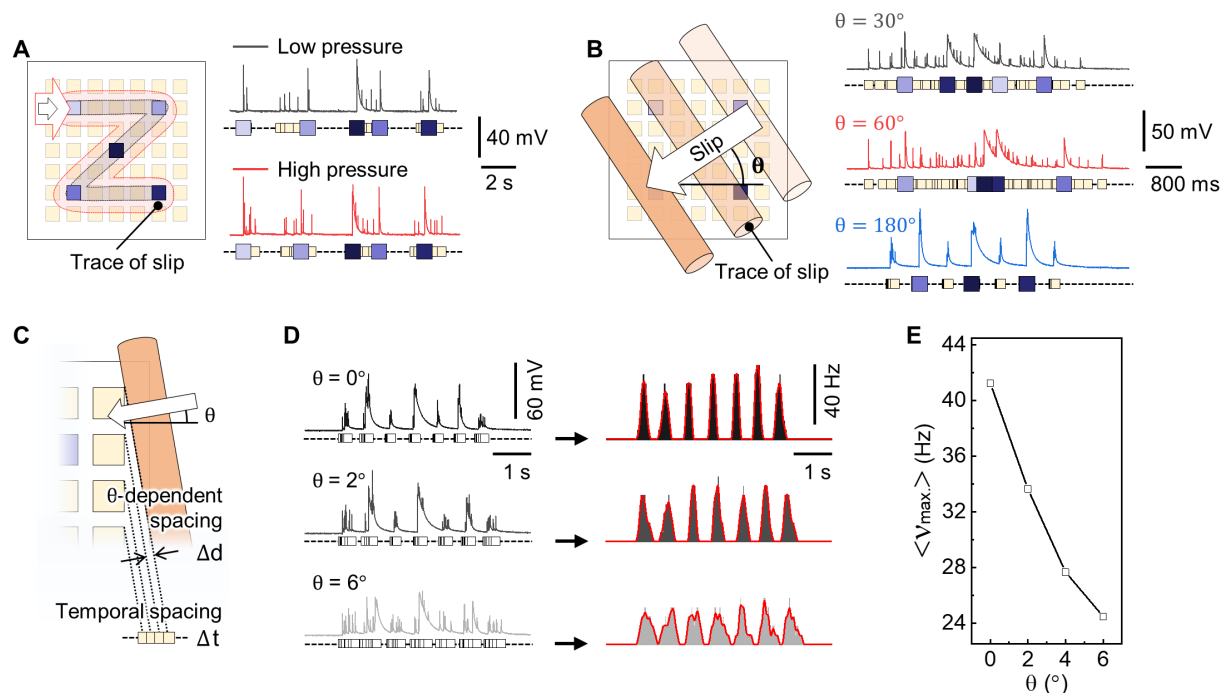 A
Low pressure
High pressure
40 mV
2 s
Trace of slip
B
Slip
θ
Trace of slip
θ = 30°
θ = 60°
θ = 180°
50 mV
800 ms
C
θ
θ-dependent
spacing
Δd
Temporal spacing
Δt
D
θ = 0°
θ = 2°
θ = 6°
60 mV
1 s
40 Hz
1 s
E
44
40
36
32
28
24
<νmax.> (Hz)
0 2 4 6
θ (°)